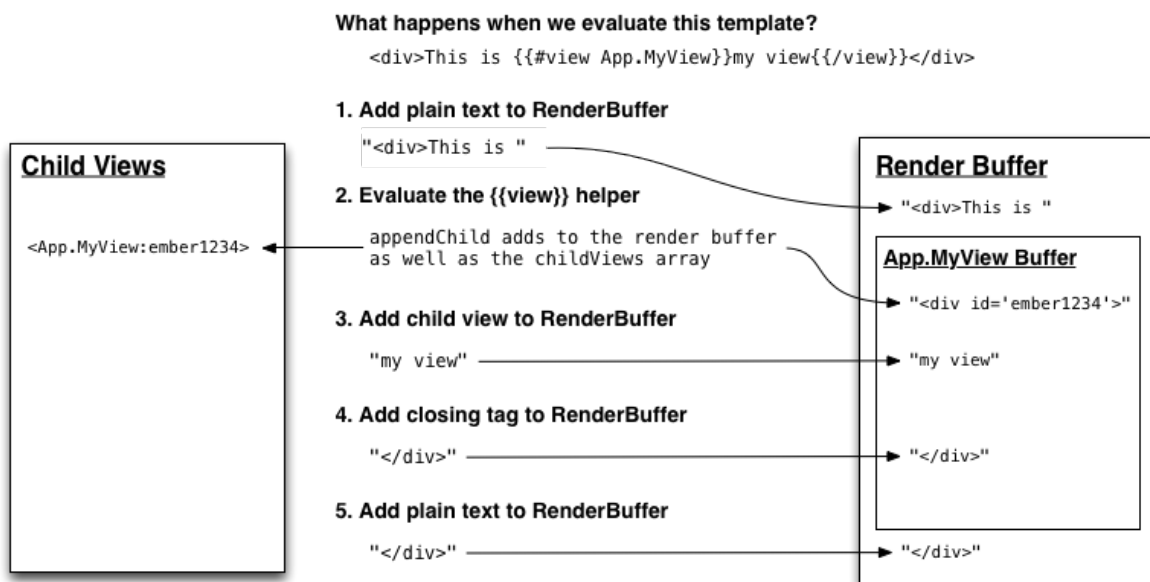 What happens when we evaluate this template?
<div>This is {{#view App.MyView}}my view{{/view}}</div>
1. Add plain text to RenderBuffer
"<div>This is "
Child Views
<App.MyView:ember1234>
2. Evaluate the {{view}} helper
appendChild adds to the render buffer
as well as the childViews array
3. Add child view to RenderBuffer
"my view"
4. Add closing tag to RenderBuffer
"</div>"
5. Add plain text to RenderBuffer
"</div>"
Render Buffer
"<div>This is "
App.MyView Buffer
"<div id='ember1234'>"
"my view"
"</div>"
"</div>"